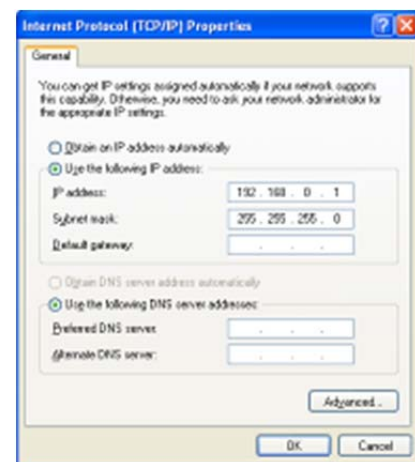 Internet Protocol (TCP/IP) Properties
General
You can get IP settings assigned automatically if your network supports
this capability. Otherwise, you need to ask your network administrator for
the appropriate IP settings.
Obtain an IP address automatically
Use the following IP address:
IP address: 192 . 168 . 0 . 1
Subnet mask: 255 . 255 . 255 . 0
Default gateway: . . .
Obtain DNS server address automatically
Use the following DNS server addresses:
Preferred DNS server: . . .
Alternate DNS server: . . .
Advanced...
OK Cancel